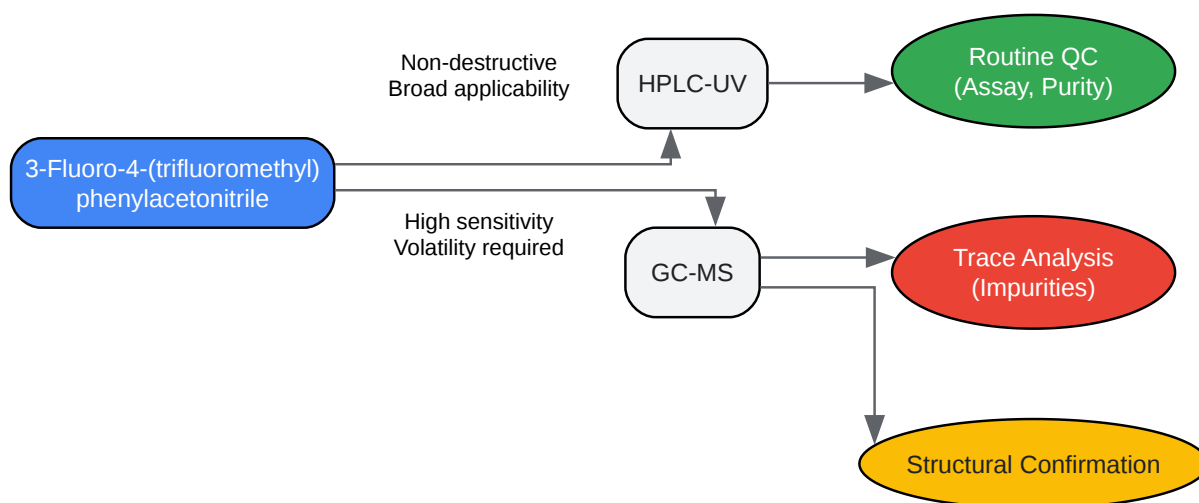 Non-destructive
Broad applicability
HPLC-UV
Routine QC
(Assay, Purity)
3-Fluoro-4-(trifluoromethyl)
phenylacetonitrile
High sensitivity
Volatility required
GC-MS
Trace Analysis
(Impurities)
Structural Confirmation